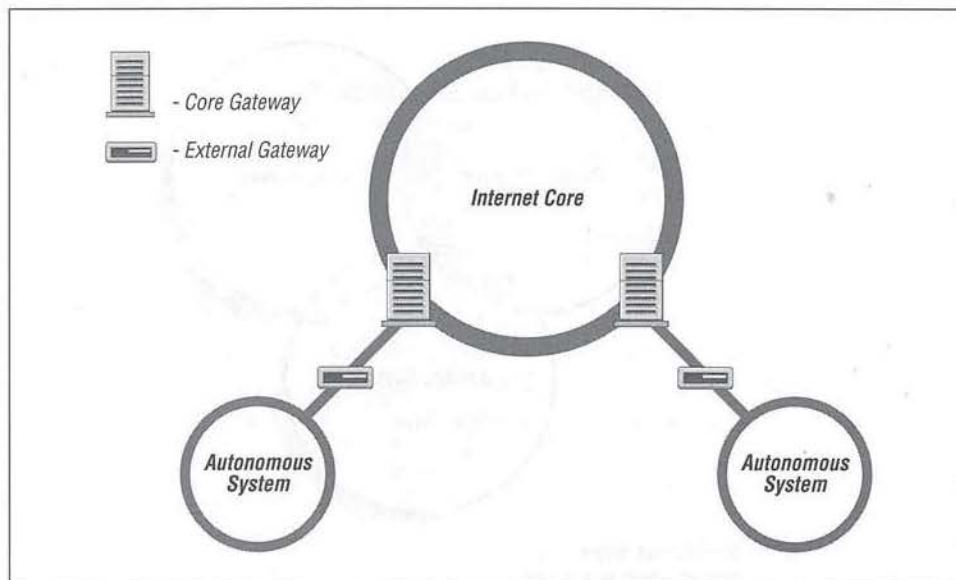 - Core Gateway
- External Gateway
Internet Core
Autonomous
System
Autonomous
System